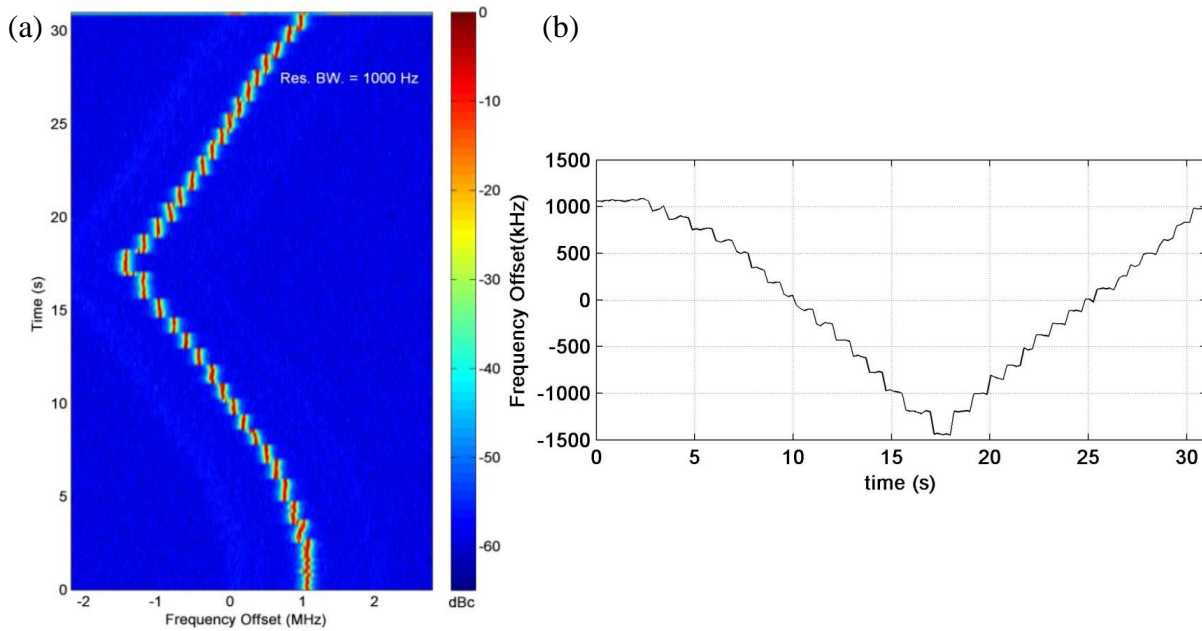 (a)
30
25
20
15
10
5
0
Time (s)
Res. BW. = 1000 Hz
-2 -1 0 1 2
Frequency Offset (MHz)
0
-10
-20
-30
-40
-50
-60
dBc
(b)
1500
1000
500
0
-500
-1000
-1500
Frequency Offset(kHz)
0 5 10 15 20 25 30
time (s)